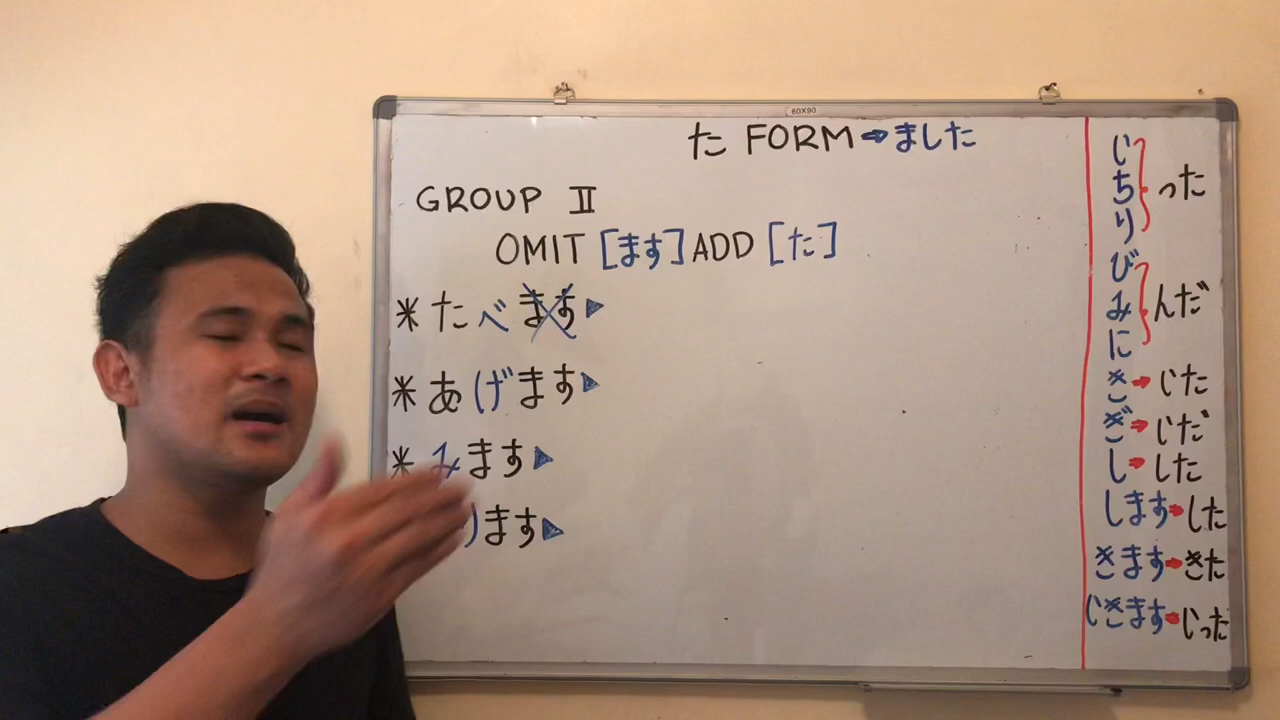 60X90
た FORM ➡ ました
GROUP Ⅱ
OMIT [ます] ADD [た]
* たべます ▶
* あげます ▶
* みます ▶
ます ▶
い
ち
り
った
び
み
に
んだ
き ➡ いた
ぎ ➡ いだ
し ➡ した
します ➡ した
きます ➡ きた
いきます ➡ いった